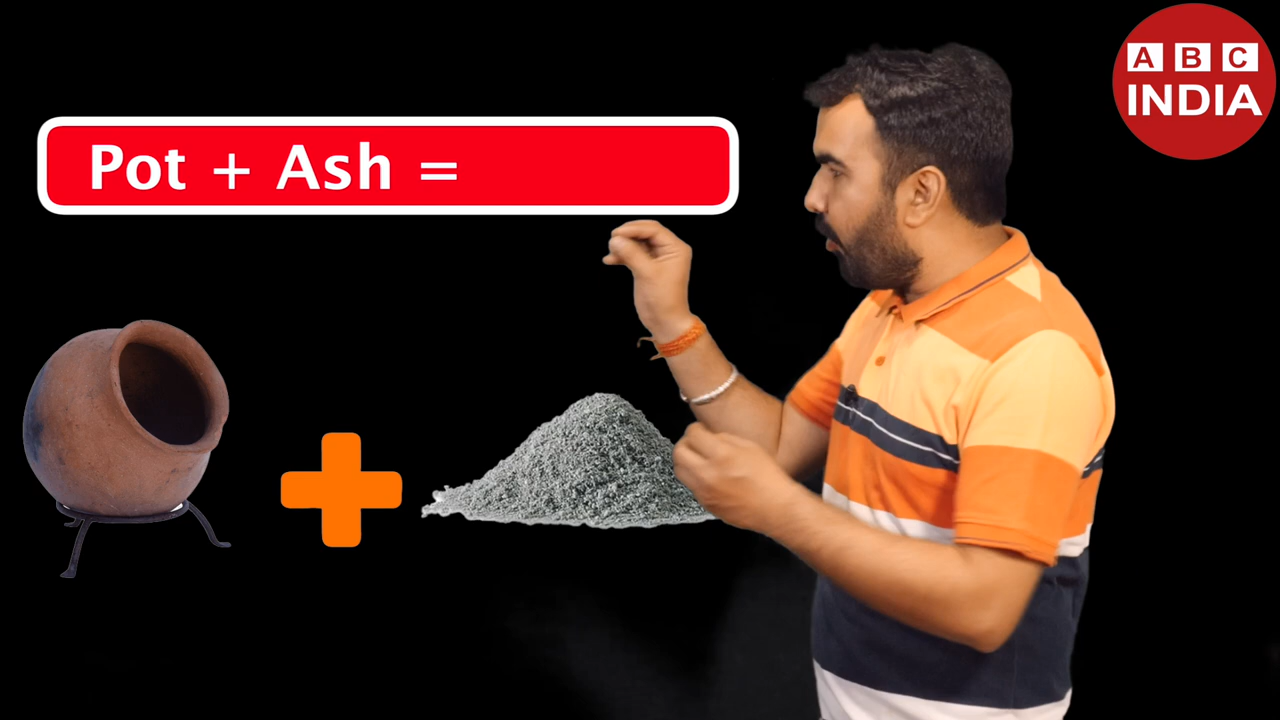 Pot + Ash =
A B C
INDIA